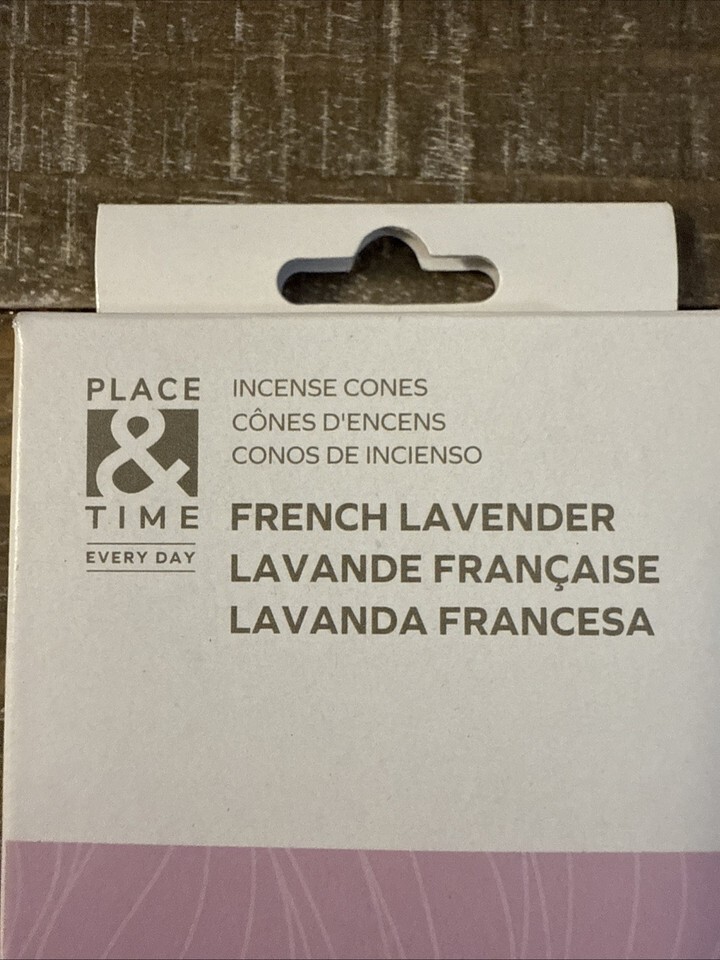 PLACE
&
TIME
EVERY DAY
INCENSE CONES
CÔNES D'ENCENS
CONOS DE INCIENSO
FRENCH LAVENDER
LAVANDE FRANÇAISE
LAVANDA FRANCESA